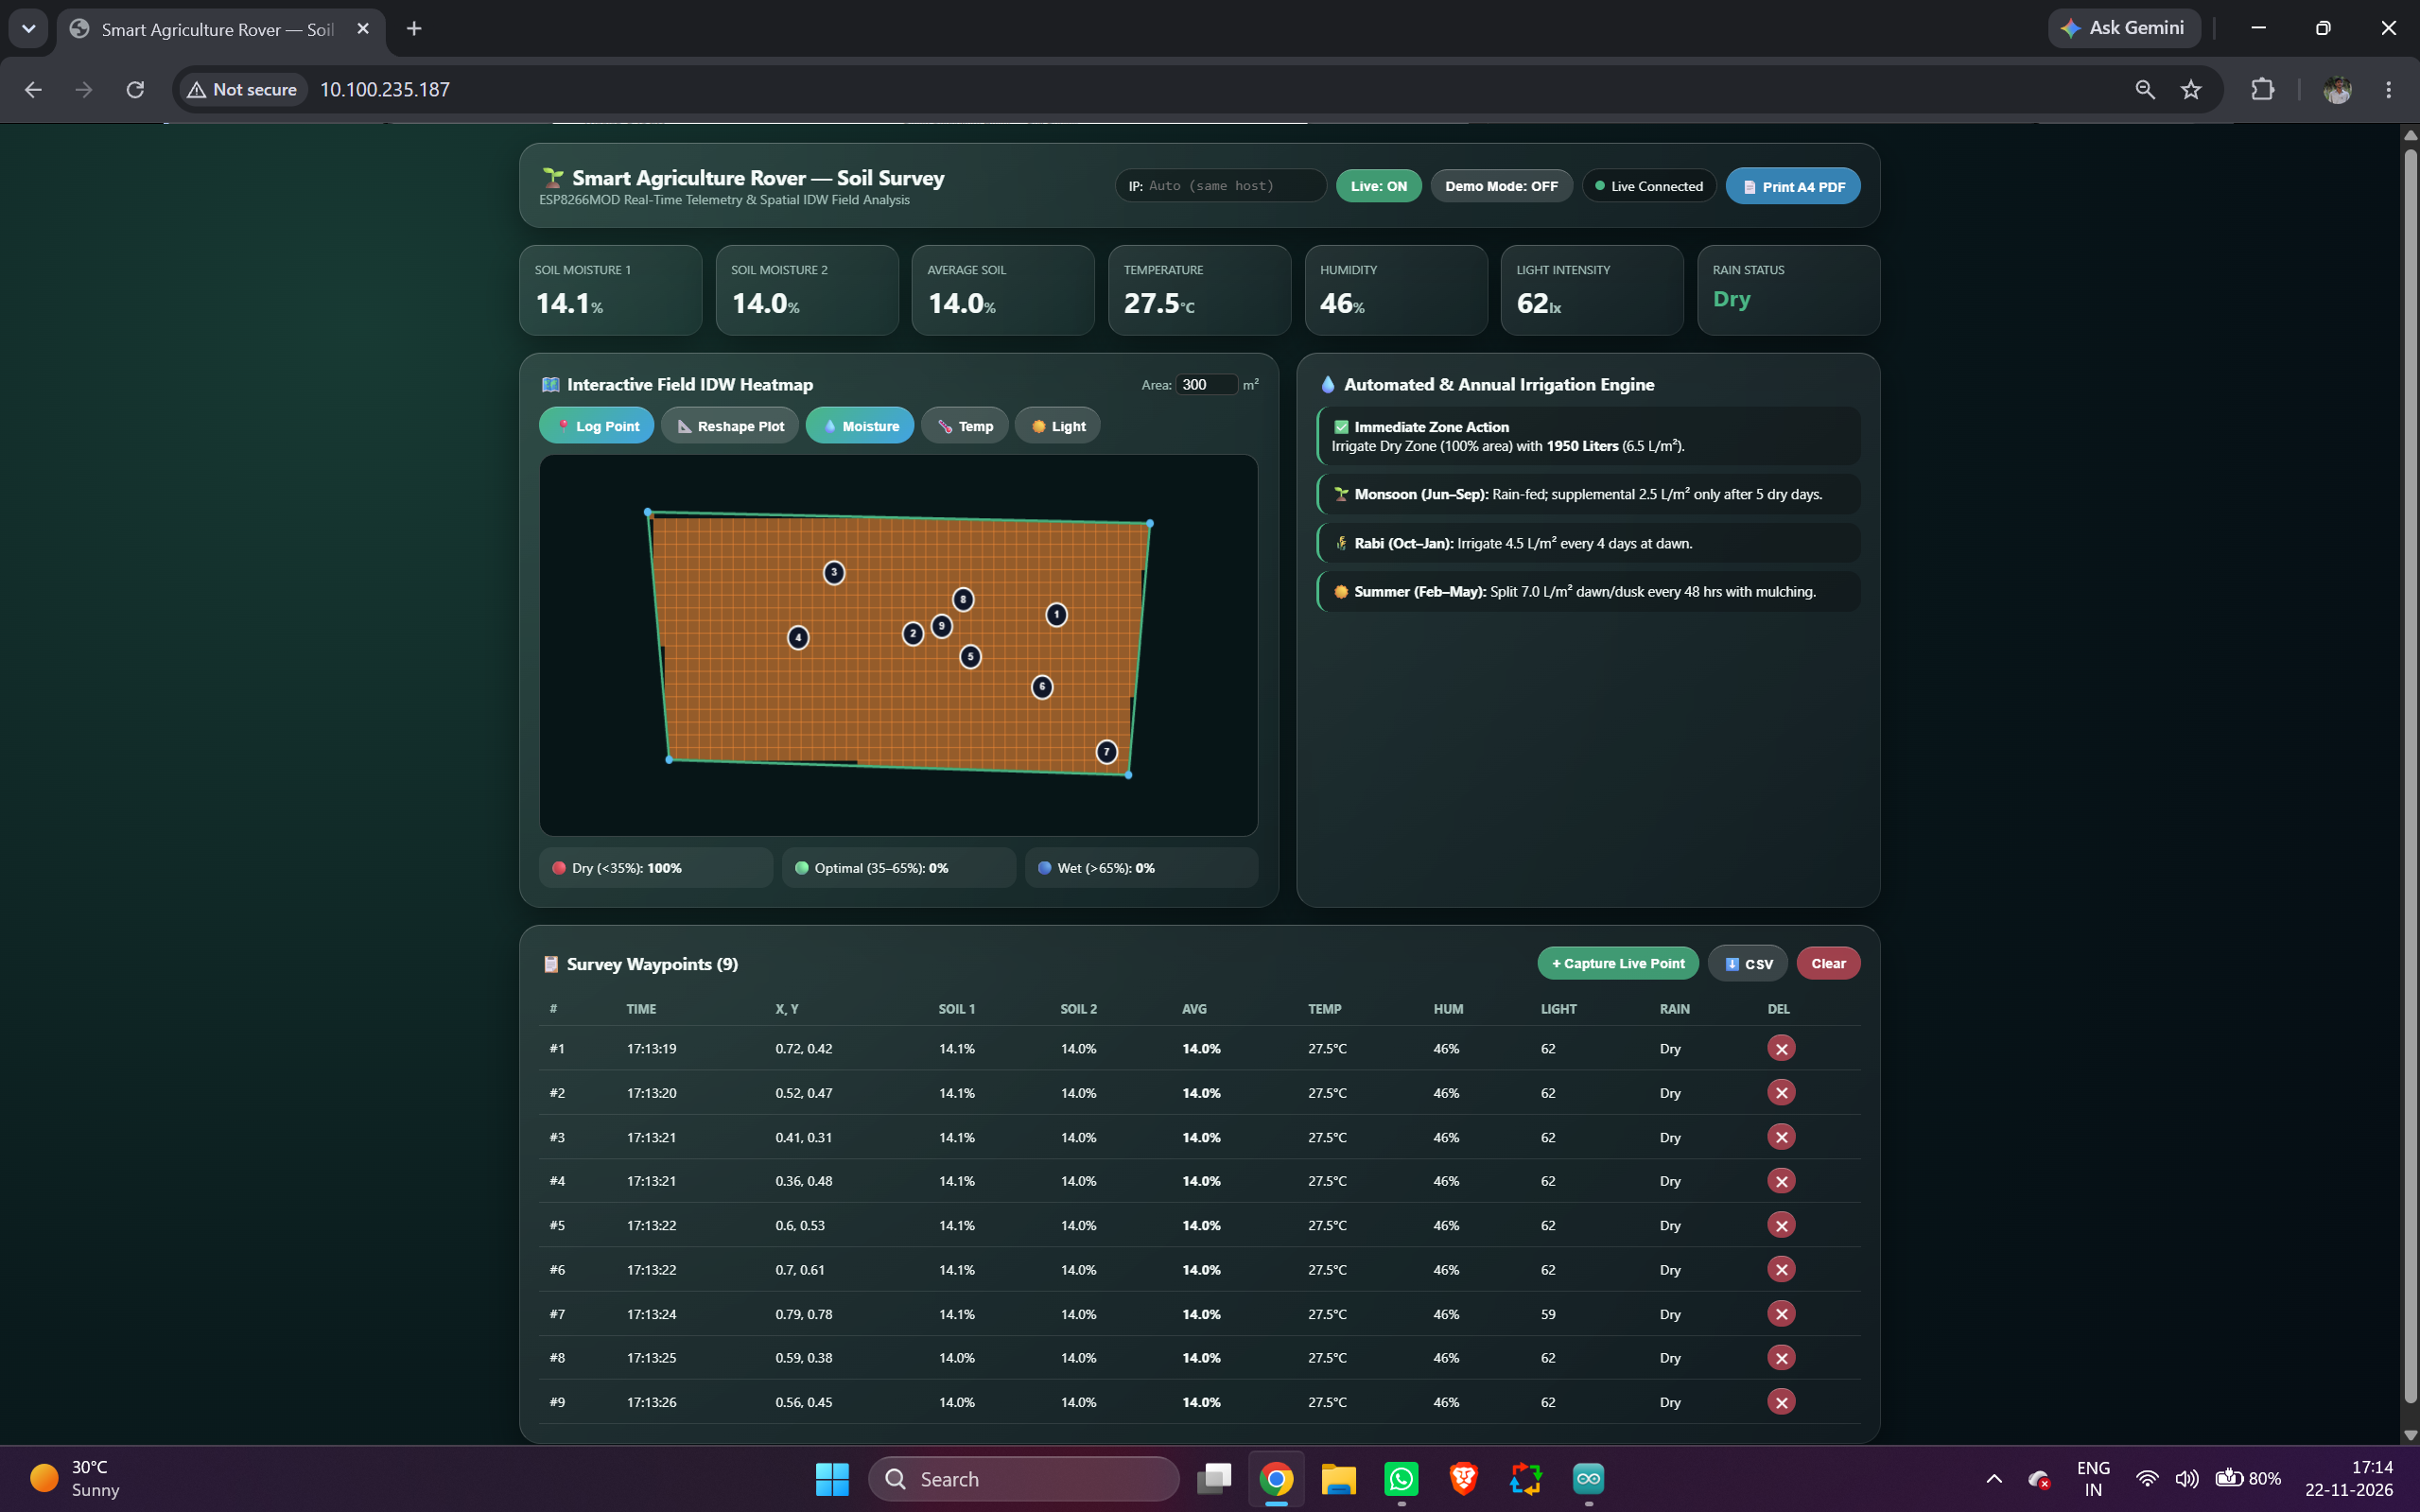 Smart Agriculture Rover — Soil
Ask Gemini
Not secure 10.100.235.187
Smart Agriculture Rover — Soil Survey
ESP8266MOD Real-Time Telemetry & Spatial IDW Field Analysis
IP: Auto (same host)
Live: ON
Demo Mode: OFF
Live Connected
Print A4 PDF
SOIL MOISTURE 1
14.1%
SOIL MOISTURE 2
14.0%
AVERAGE SOIL
14.0%
TEMPERATURE
27.5°C
HUMIDITY
46%
LIGHT INTENSITY
62lx
RAIN STATUS
Dry
Interactive Field IDW Heatmap
Area: 300 m²
Log Point
Reshape Plot
Moisture
Temp
Light
3
8
1
9
2
4
5
6
7
Dry (<35%): 100%
Optimal (35–65%): 0%
Wet (>65%): 0%
Automated & Annual Irrigation Engine
Immediate Zone Action
Irrigate Dry Zone (100% area) with 1950 Liters (6.5 L/m²).
Monsoon (Jun–Sep): Rain-fed; supplemental 2.5 L/m² only after 5 dry days.
Rabi (Oct–Jan): Irrigate 4.5 L/m² every 4 days at dawn.
Summer (Feb–May): Split 7.0 L/m² dawn/dusk every 48 hrs with mulching.
Survey Waypoints (9)
+ Capture Live Point
CSV
Clear
# TIME X, Y SOIL 1 SOIL 2 AVG TEMP HUM LIGHT RAIN DEL
#1 17:13:19 0.72, 0.42 14.1% 14.0% 14.0% 27.5°C 46% 62 Dry
#2 17:13:20 0.52, 0.47 14.1% 14.0% 14.0% 27.5°C 46% 62 Dry
#3 17:13:21 0.41, 0.31 14.1% 14.0% 14.0% 27.5°C 46% 62 Dry
#4 17:13:21 0.36, 0.48 14.1% 14.0% 14.0% 27.5°C 46% 62 Dry
#5 17:13:22 0.6, 0.53 14.1% 14.0% 14.0% 27.5°C 46% 62 Dry
#6 17:13:22 0.7, 0.61 14.1% 14.0% 14.0% 27.5°C 46% 62 Dry
#7 17:13:24 0.79, 0.78 14.1% 14.0% 14.0% 27.5°C 46% 59 Dry
#8 17:13:25 0.59, 0.38 14.0% 14.0% 14.0% 27.5°C 46% 62 Dry
#9 17:13:26 0.56, 0.45 14.0% 14.0% 14.0% 27.5°C 46% 62 Dry
30°C
Sunny
Search
ENG
IN
80%
17:14
22-11-2026